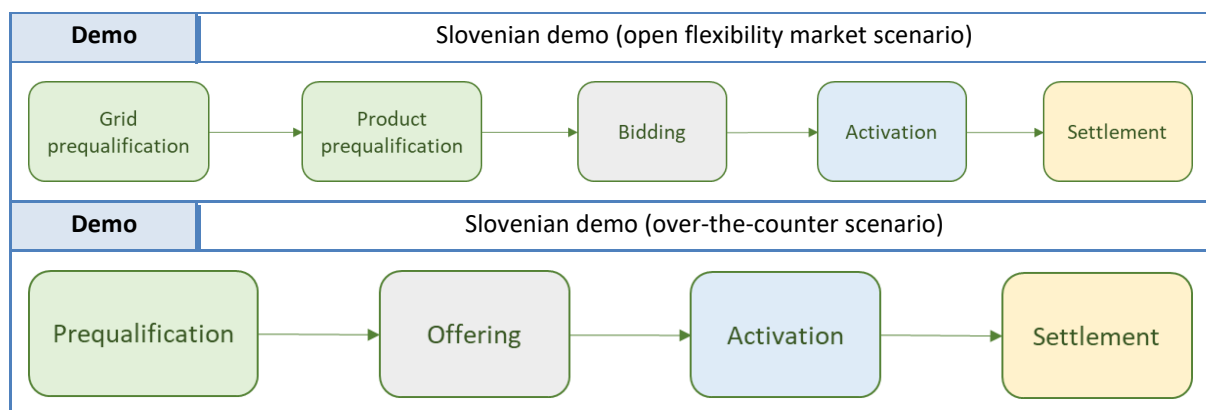 Demo
Slovenian demo (open flexibility market scenario)
Grid
prequalification
Product
prequalification
Bidding
Activation
Settlement
Demo
Slovenian demo (over-the-counter scenario)
Prequalification
Offering
Activation
Settlement